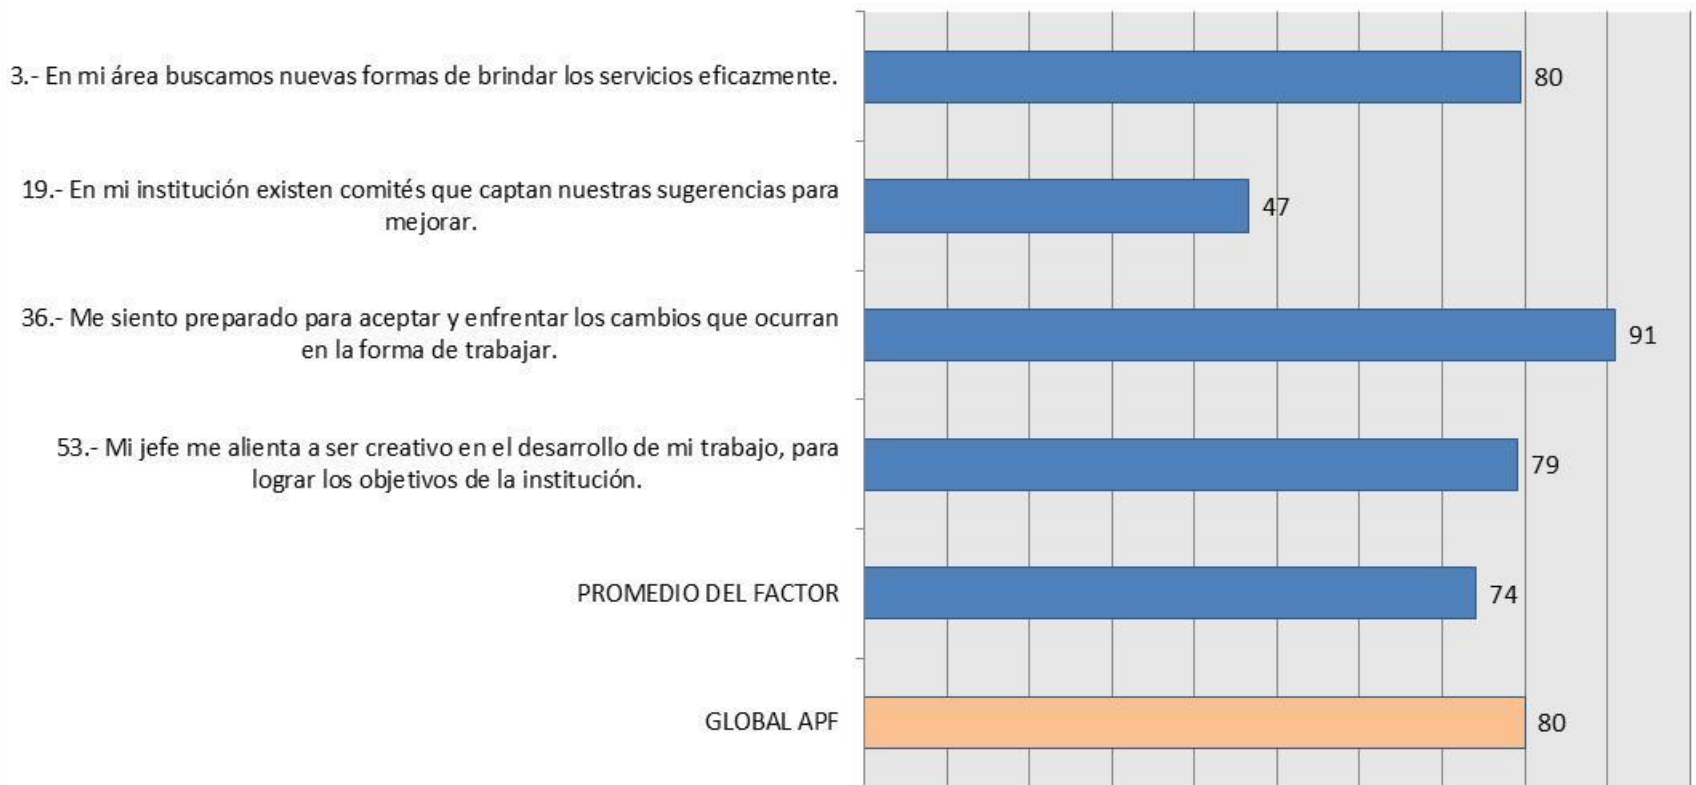 3.- En mi área buscamos nuevas formas de brindar los servicios eficazmente.
80
19.- En mi institución existen comités que captan nuestras sugerencias para
mejorar.
47
36.- Me siento preparado para aceptar y enfrentar los cambios que ocurran
en la forma de trabajar.
91
53.- Mi jefe me alienta a ser creativo en el desarrollo de mi trabajo, para
lograr los objetivos de la institución.
79
PROMEDIO DEL FACTOR
74
GLOBAL APF
80